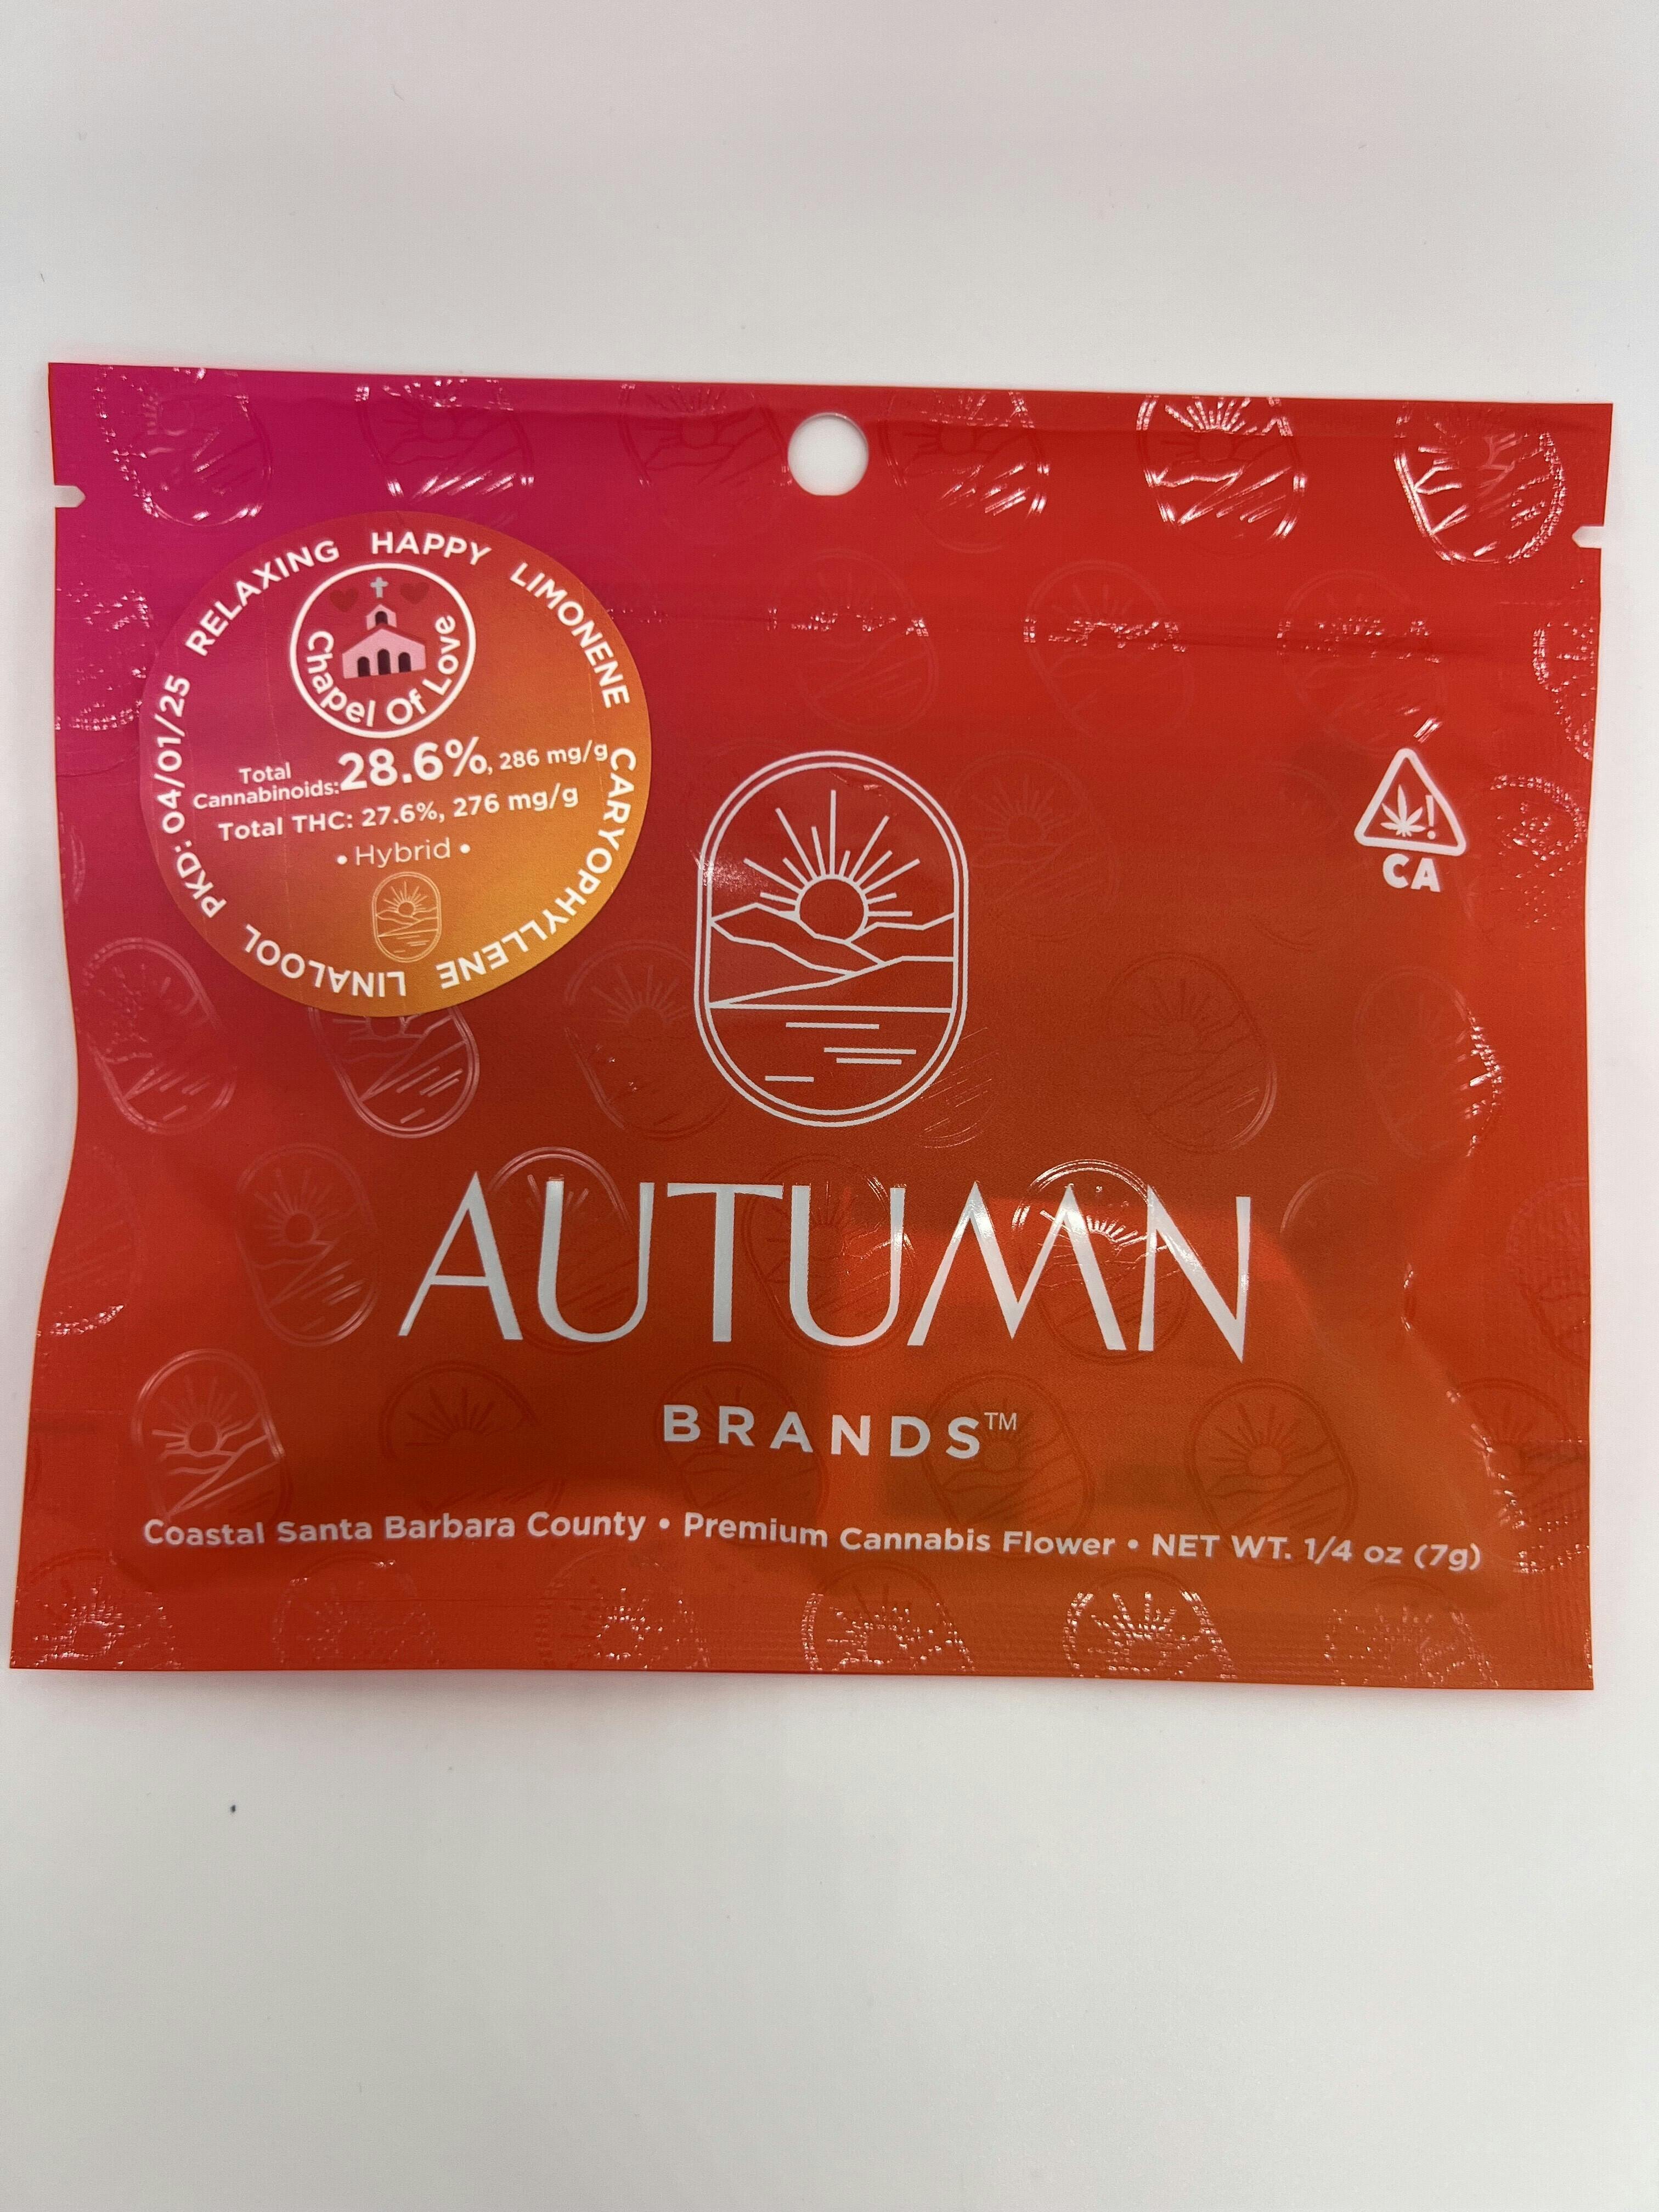 PKD: 04/01/25 RELAXING HAPPY LIMONENE CARYOPHYLLENE LINALOOL
Chapel Of Love
Total Cannabinoids: 28.6%, 286 mg/g
Total THC: 27.6%, 276 mg/g
• Hybrid •
!
CA
AUTUMN
BRANDS™
Coastal Santa Barbara County • Premium Cannabis Flower • NET WT. 1/4 oz (7g)